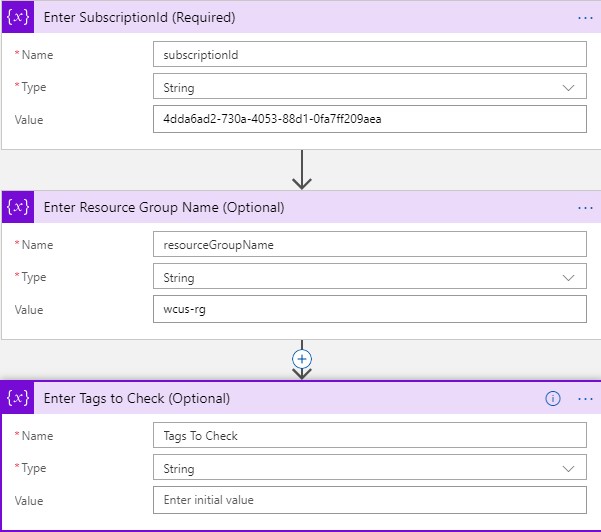 {x} Enter SubscriptionId (Required) ...
* Name subscriptionId
* Type String
Value 4dda6ad2-730a-4053-88d1-0fa7ff209aea
{x} Enter Resource Group Name (Optional) ...
* Name resourceGroupName
* Type String
Value wcus-rg
{x} Enter Tags to Check (Optional) ...
* Name Tags To Check
* Type String
Value Enter initial value